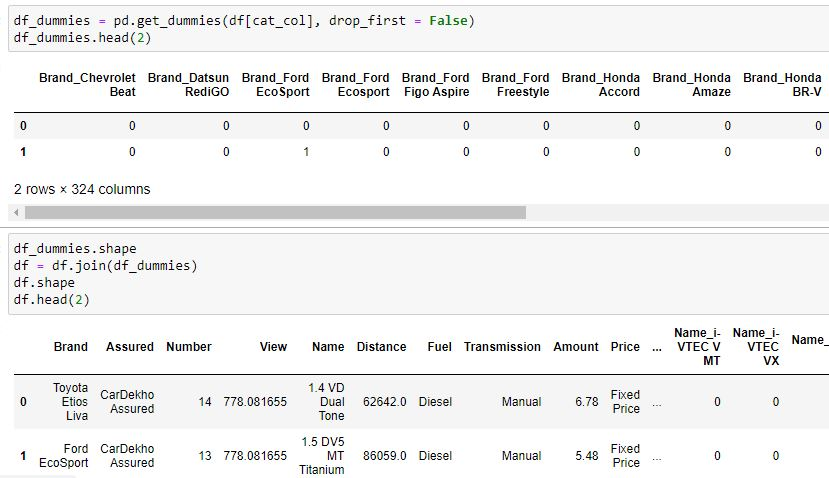 df_dummies = pd.get_dummies(df[cat_col], drop_first = False)
df_dummies.head(2)
Brand_Chevrolet Beat Brand_Datsun RediGO Brand_Ford EcoSport Brand_Ford Ecosport Brand_Ford Figo Aspire Brand_Ford Freestyle Brand_Honda Accord Brand_Honda Amaze Brand_Honda BR-V
0 0 0 0 0 0 0 0 0 0
1 0 0 1 0 0 0 0 0 0
2 rows × 324 columns
df_dummies.shape
df = df.join(df_dummies)
df.shape
df.head(2)
Brand Assured Number View Name Distance Fuel Transmission Amount Price ... Name_i-VTEC V MT Name_i-VTEC VX Name_
0 Toyota Etios Liva CarDekho Assured 14 778.081655 1.4 VD Dual Tone 62642.0 Diesel Manual 6.78 Fixed Price ... 0 0
1 Ford EcoSport CarDekho Assured 13 778.081655 1.5 DV5 MT Titanium 86059.0 Diesel Manual 5.48 Fixed Price ... 0 0